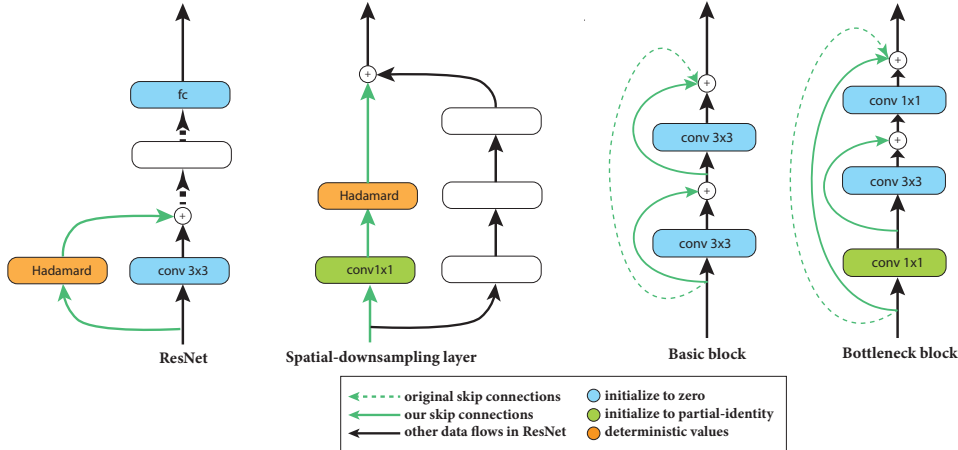 fc
+
Hadamard
conv 3x3
ResNet
+
Hadamard
conv1x1
Spatial-downsampling layer
+
conv 3x3
+
conv 3x3
Basic block
+
conv 1x1
+
conv 3x3
conv 1x1
Bottleneck block
original skip connections
our skip connections
other data flows in ResNet
initialize to zero
initialize to partial-identity
deterministic values